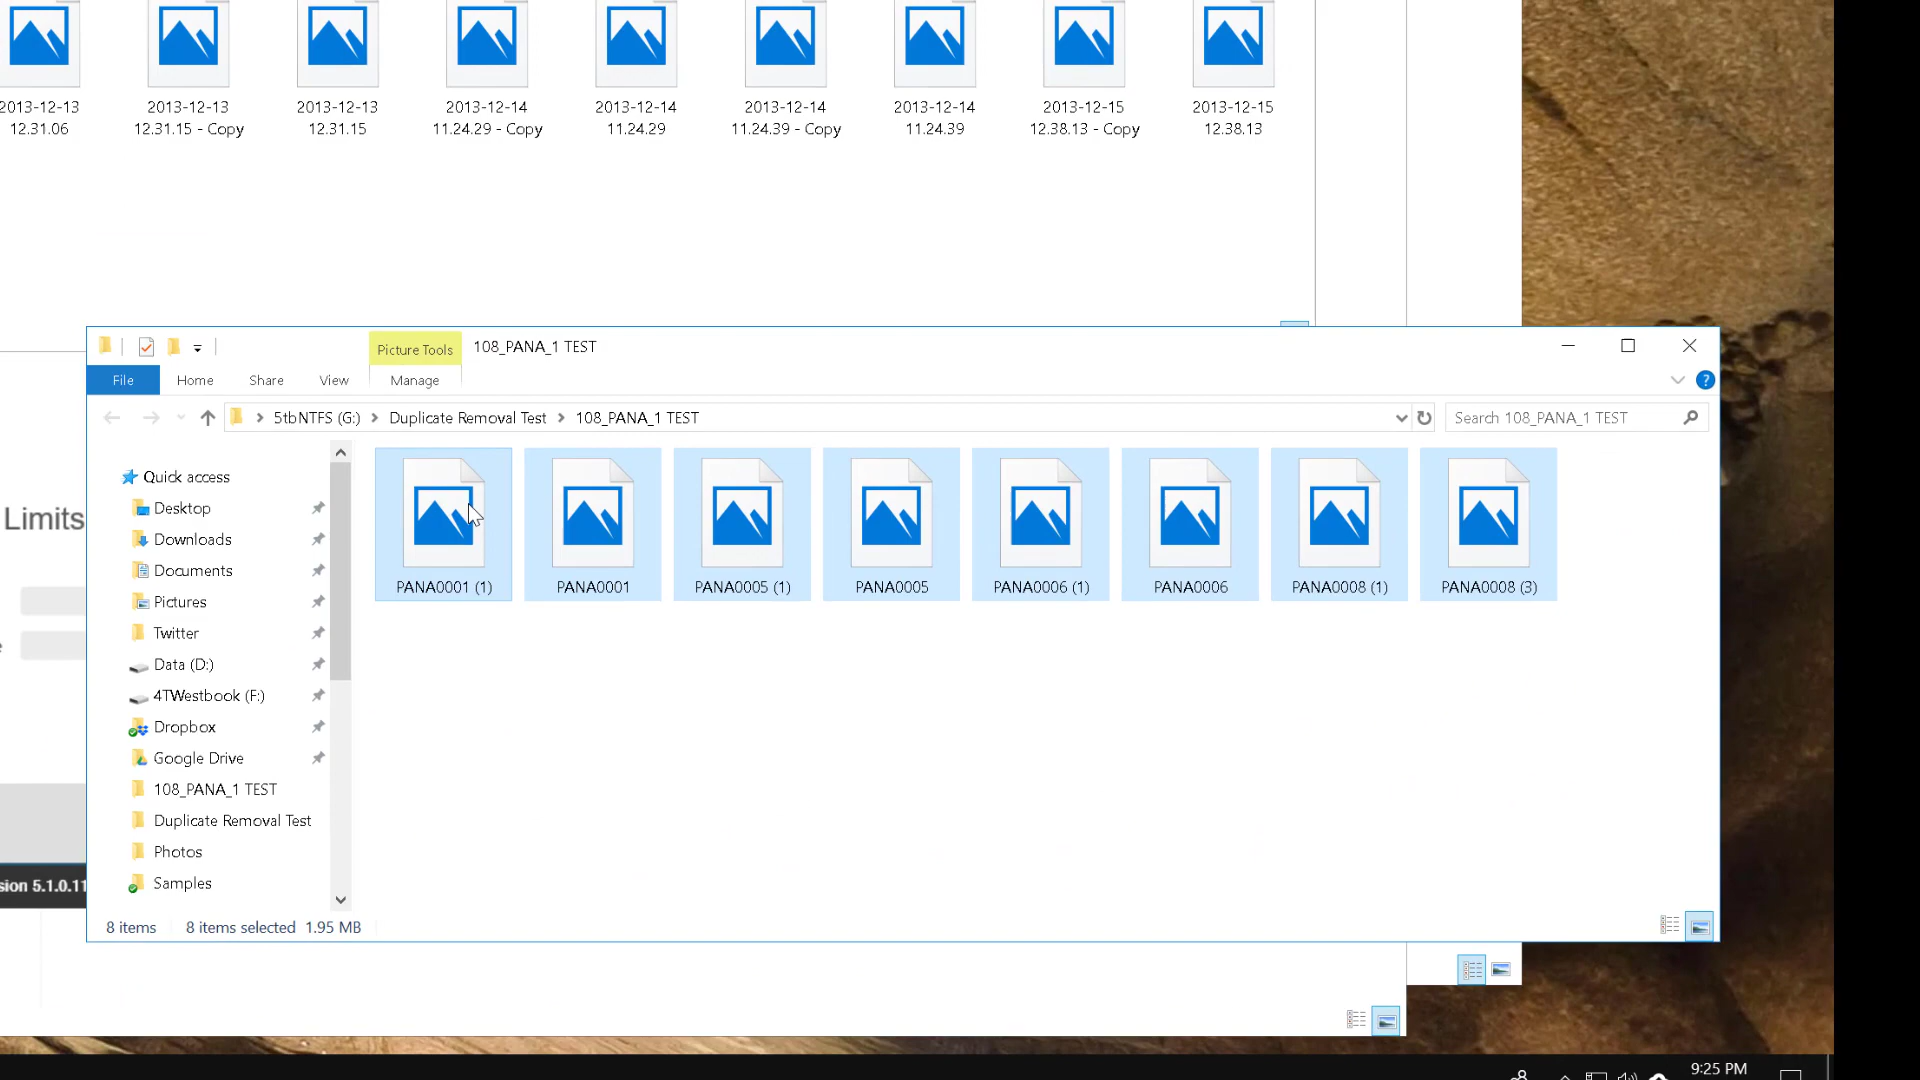 2013-12-13
12.31.06
2013-12-13
12.31.15 - Copy
2013-12-13
12.31.15
2013-12-14
11.24.29 - Copy
2013-12-14
11.24.29
2013-12-14
11.24.39 - Copy
2013-12-14
11.24.39
2013-12-15
12.38.13 - Copy
2013-12-15
12.38.13
Picture Tools
108_PANA_1 TEST
File
Home
Share
View
Manage
5tbNTFS (G:)
Duplicate Removal Test
108_PANA_1 TEST
Search 108_PANA_1 TEST
Quick access
Desktop
Downloads
Documents
Pictures
Twitter
Data (D:)
4TWestbook (F:)
Dropbox
Google Drive
108_PANA_1 TEST
Duplicate Removal Test
Photos
Samples
PANA0001 (1)
PANA0001
PANA0005 (1)
PANA0005
PANA0006 (1)
PANA0006
PANA0008 (1)
PANA0008 (3)
Limits
sion 5.1.0.11
8 items
8 items selected 1.95 MB
9:25 PM